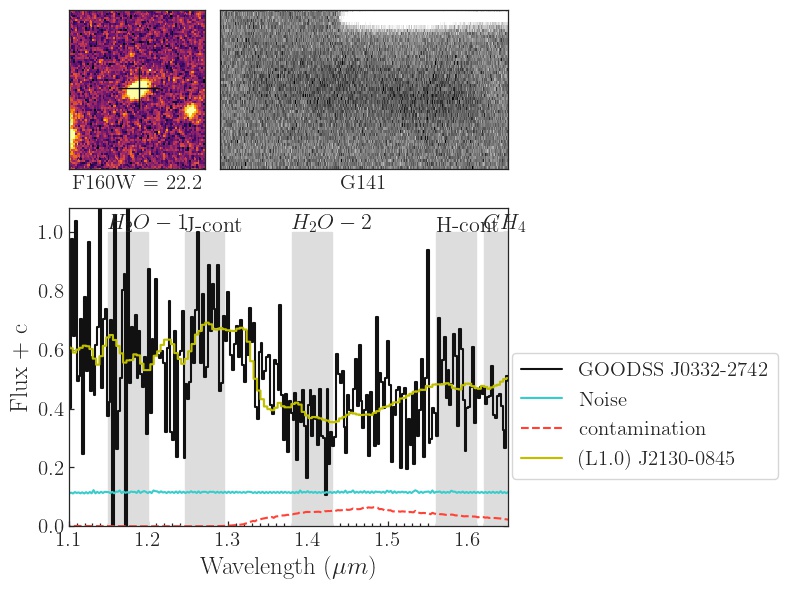 F160W = 22.2
G141
H₂O − 1
J-cont
H₂O − 2
H-cont
CH₄
1.0
0.8
0.6
0.4
0.2
0.0
Flux + c
1.1
1.2
1.3
1.4
1.5
1.6
Wavelength (μm)
GOODSS J0332-2742
Noise
contamination
(L1.0) J2130-0845